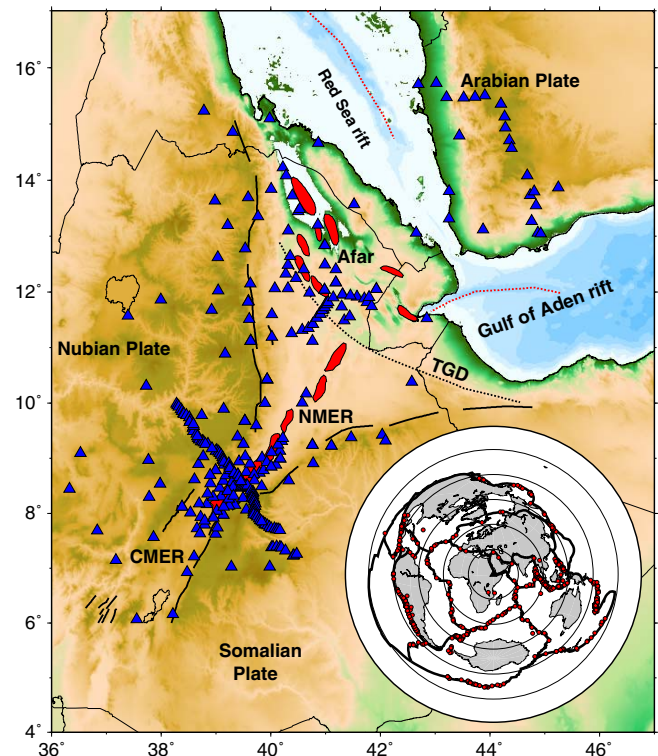 16°
Arabian Plate
Red Sea rift
14°
Afar
12°
Gulf of Aden rift
Nubian Plate
TGD
10°
NMER
8°
CMER
6°
Somalian
Plate
4°
36 38 40 42 44 46